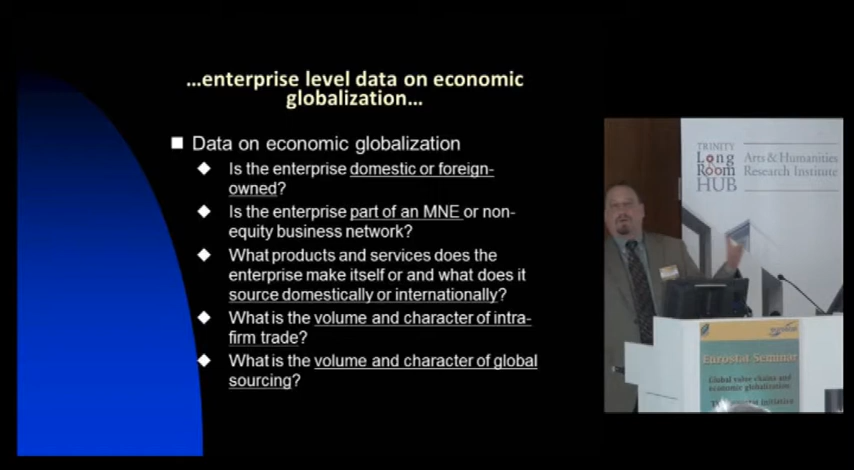 …enterprise level data on economic
globalization…
Data on economic globalization
Is the enterprise domestic or foreign-
owned?
Is the enterprise part of an MNE or non-
equity business network?
What products and services does the
enterprise make itself or and what does it
source domestically or internationally?
What is the volume and character of intra-
firm trade?
What is the volume and character of global
sourcing?
TRINITY
Long
Room
HUB
Arts & Humanities
Research Institute
Eurostat Seminar
Global value chains and
economic globalization
initiative